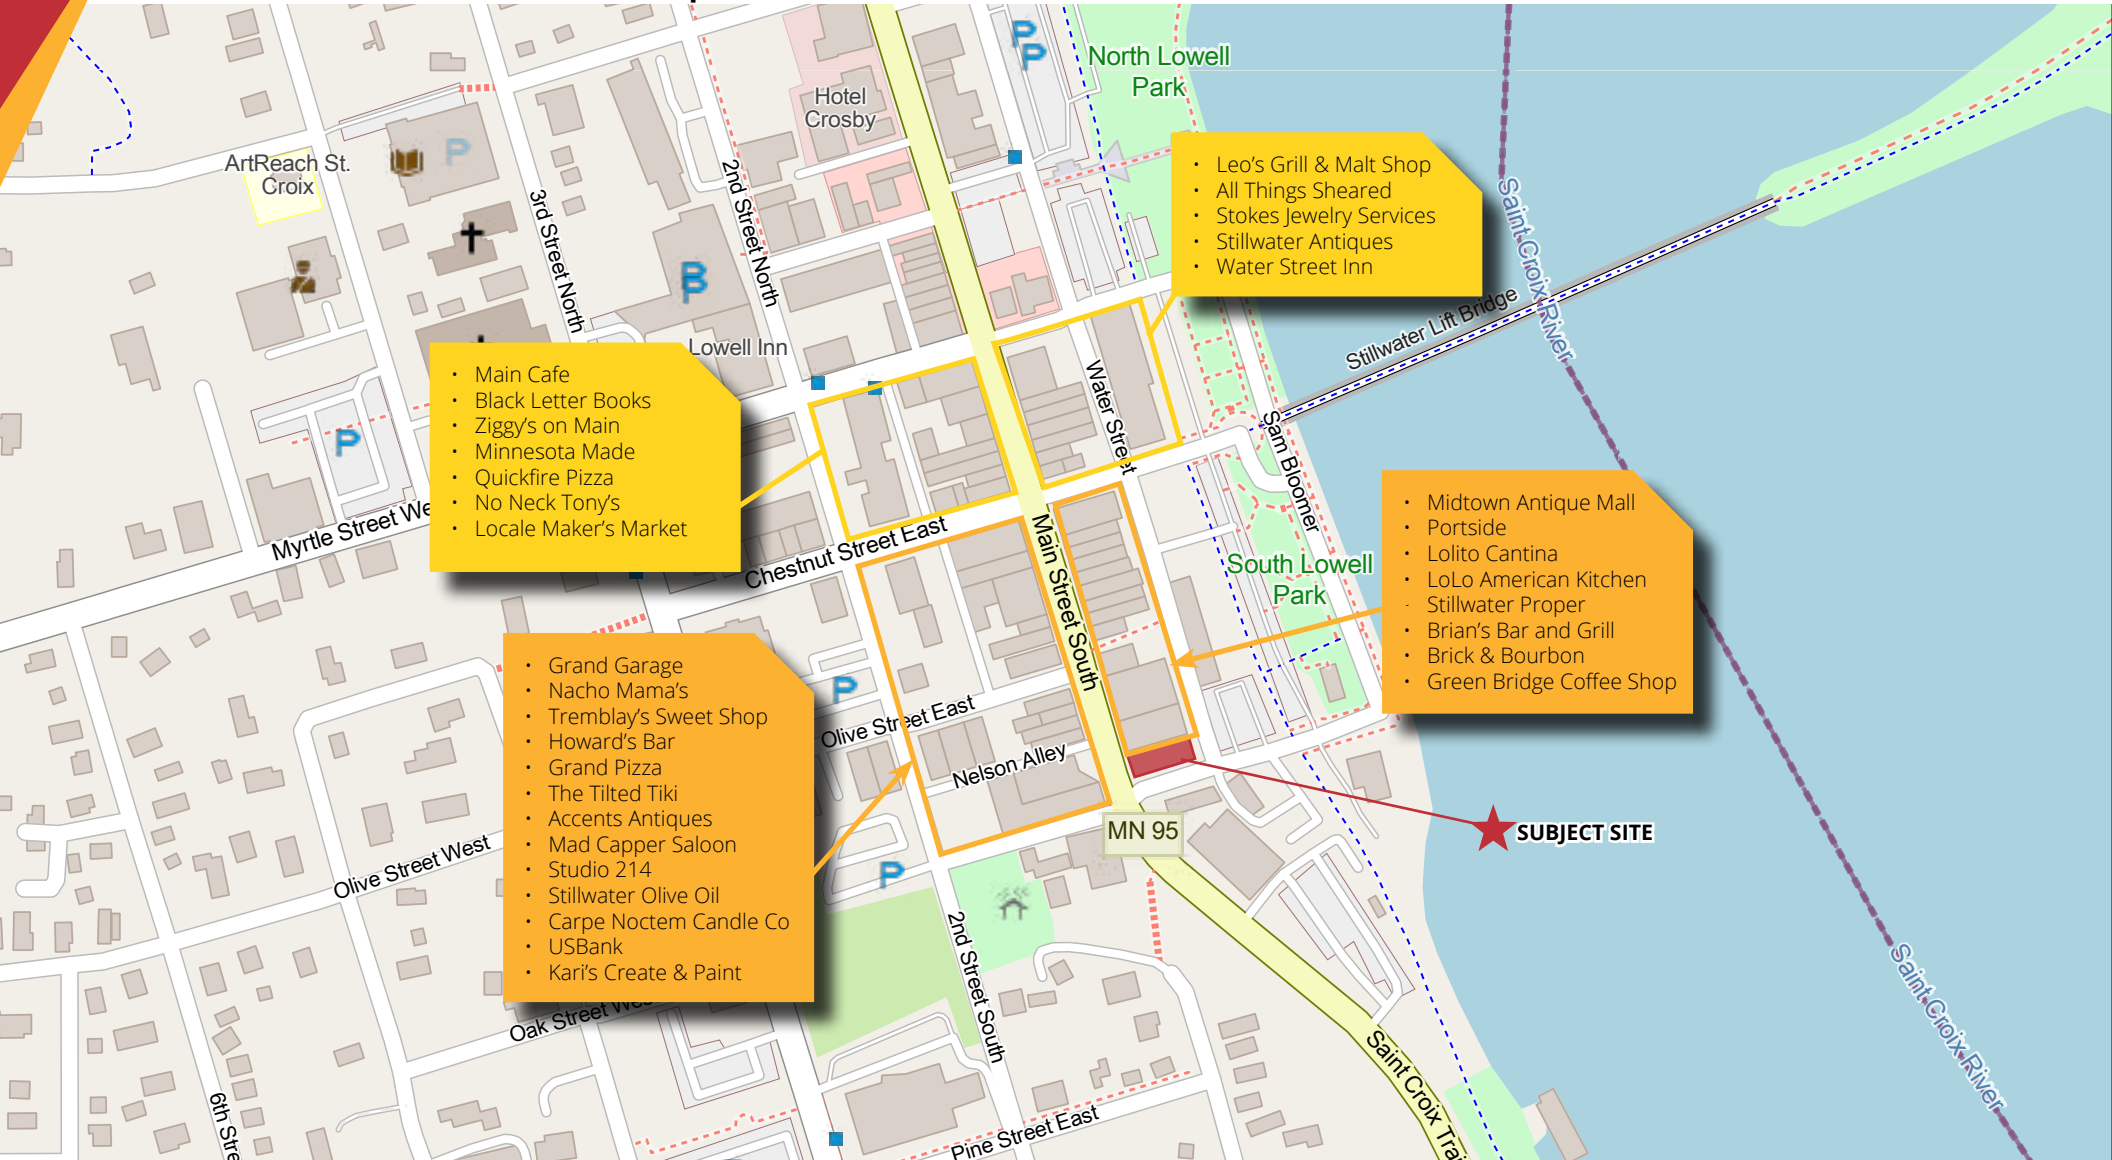 North Lowell
Park
Hotel
Crosby
ArtReach St.
Croix
2nd Street North
3rd Street North
Lowell Inn
• Leo’s Grill & Malt Shop
• All Things Sheared
• Stokes Jewelry Services
• Stillwater Antiques
• Water Street Inn
Saint Croix River
Stillwater Lift Bridge
• Main Cafe
• Black Letter Books
• Ziggy’s on Main
• Minnesota Made
• Quickfire Pizza
• No Neck Tony’s
• Locale Maker’s Market
Water Street
Sam Bloomer
Myrtle Street We
Chestnut Street East
Main Street South
South Lowell
Park
• Midtown Antique Mall
• Portside
• Lolito Cantina
• LoLo American Kitchen
• Stillwater Proper
• Brian’s Bar and Grill
• Brick & Bourbon
• Green Bridge Coffee Shop
• Grand Garage
• Nacho Mama’s
• Tremblay’s Sweet Shop
• Howard’s Bar
• Grand Pizza
• The Tilted Tiki
• Accents Antiques
• Mad Capper Saloon
• Studio 214
• Stillwater Olive Oil
• Carpe Noctem Candle Co
• USBank
• Kari’s Create & Paint
Olive Street East
Nelson Alley
MN 95
SUBJECT SITE
Olive Street West
Oak Street Wes
2nd Street South
Saint Croix River
Saint Croix Trai
6th Stre
Pine Street East
P
P
P
B
P
P
P